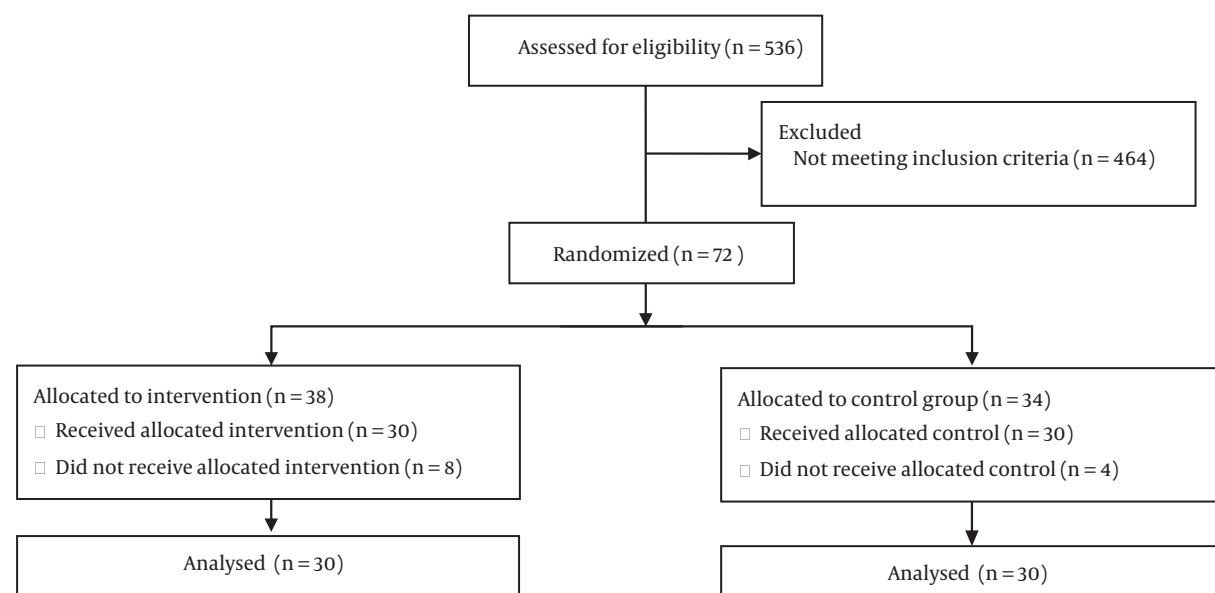 Assessed for eligibility (n = 536)
Excluded
Not meeting inclusion criteria (n = 464)
Randomized (n = 72 )
Allocated to intervention (n = 38)
□ Received allocated intervention (n = 30)
□ Did not receive allocated intervention (n = 8)
Allocated to control group (n = 34)
□ Received allocated control (n = 30)
□ Did not receive allocated control (n = 4)
Analysed (n = 30)
Analysed (n = 30)